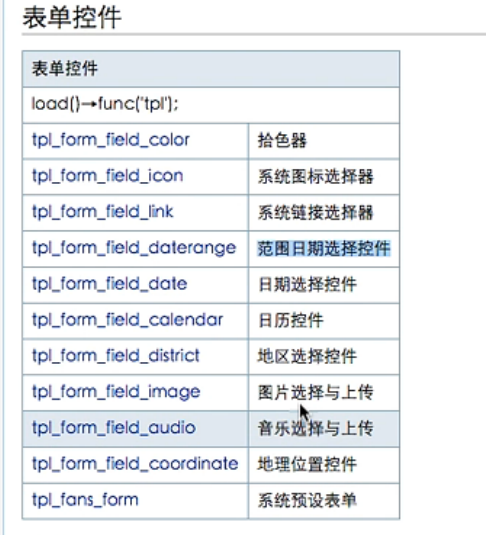 表单控件
表单控件
load()→func('tpl');
tpl_form_field_color 拾色器
tpl_form_field_icon 系统图标选择器
tpl_form_field_link 系统链接选择器
tpl_form_field_daterange 范围日期选择控件
tpl_form_field_date 日期选择控件
tpl_form_field_calendar 日历控件
tpl_form_field_district 地区选择控件
tpl_form_field_image 图片选择与上传
tpl_form_field_audio 音乐选择与上传
tpl_form_field_coordinate 地理位置控件
tpl_fans_form 系统预设表单